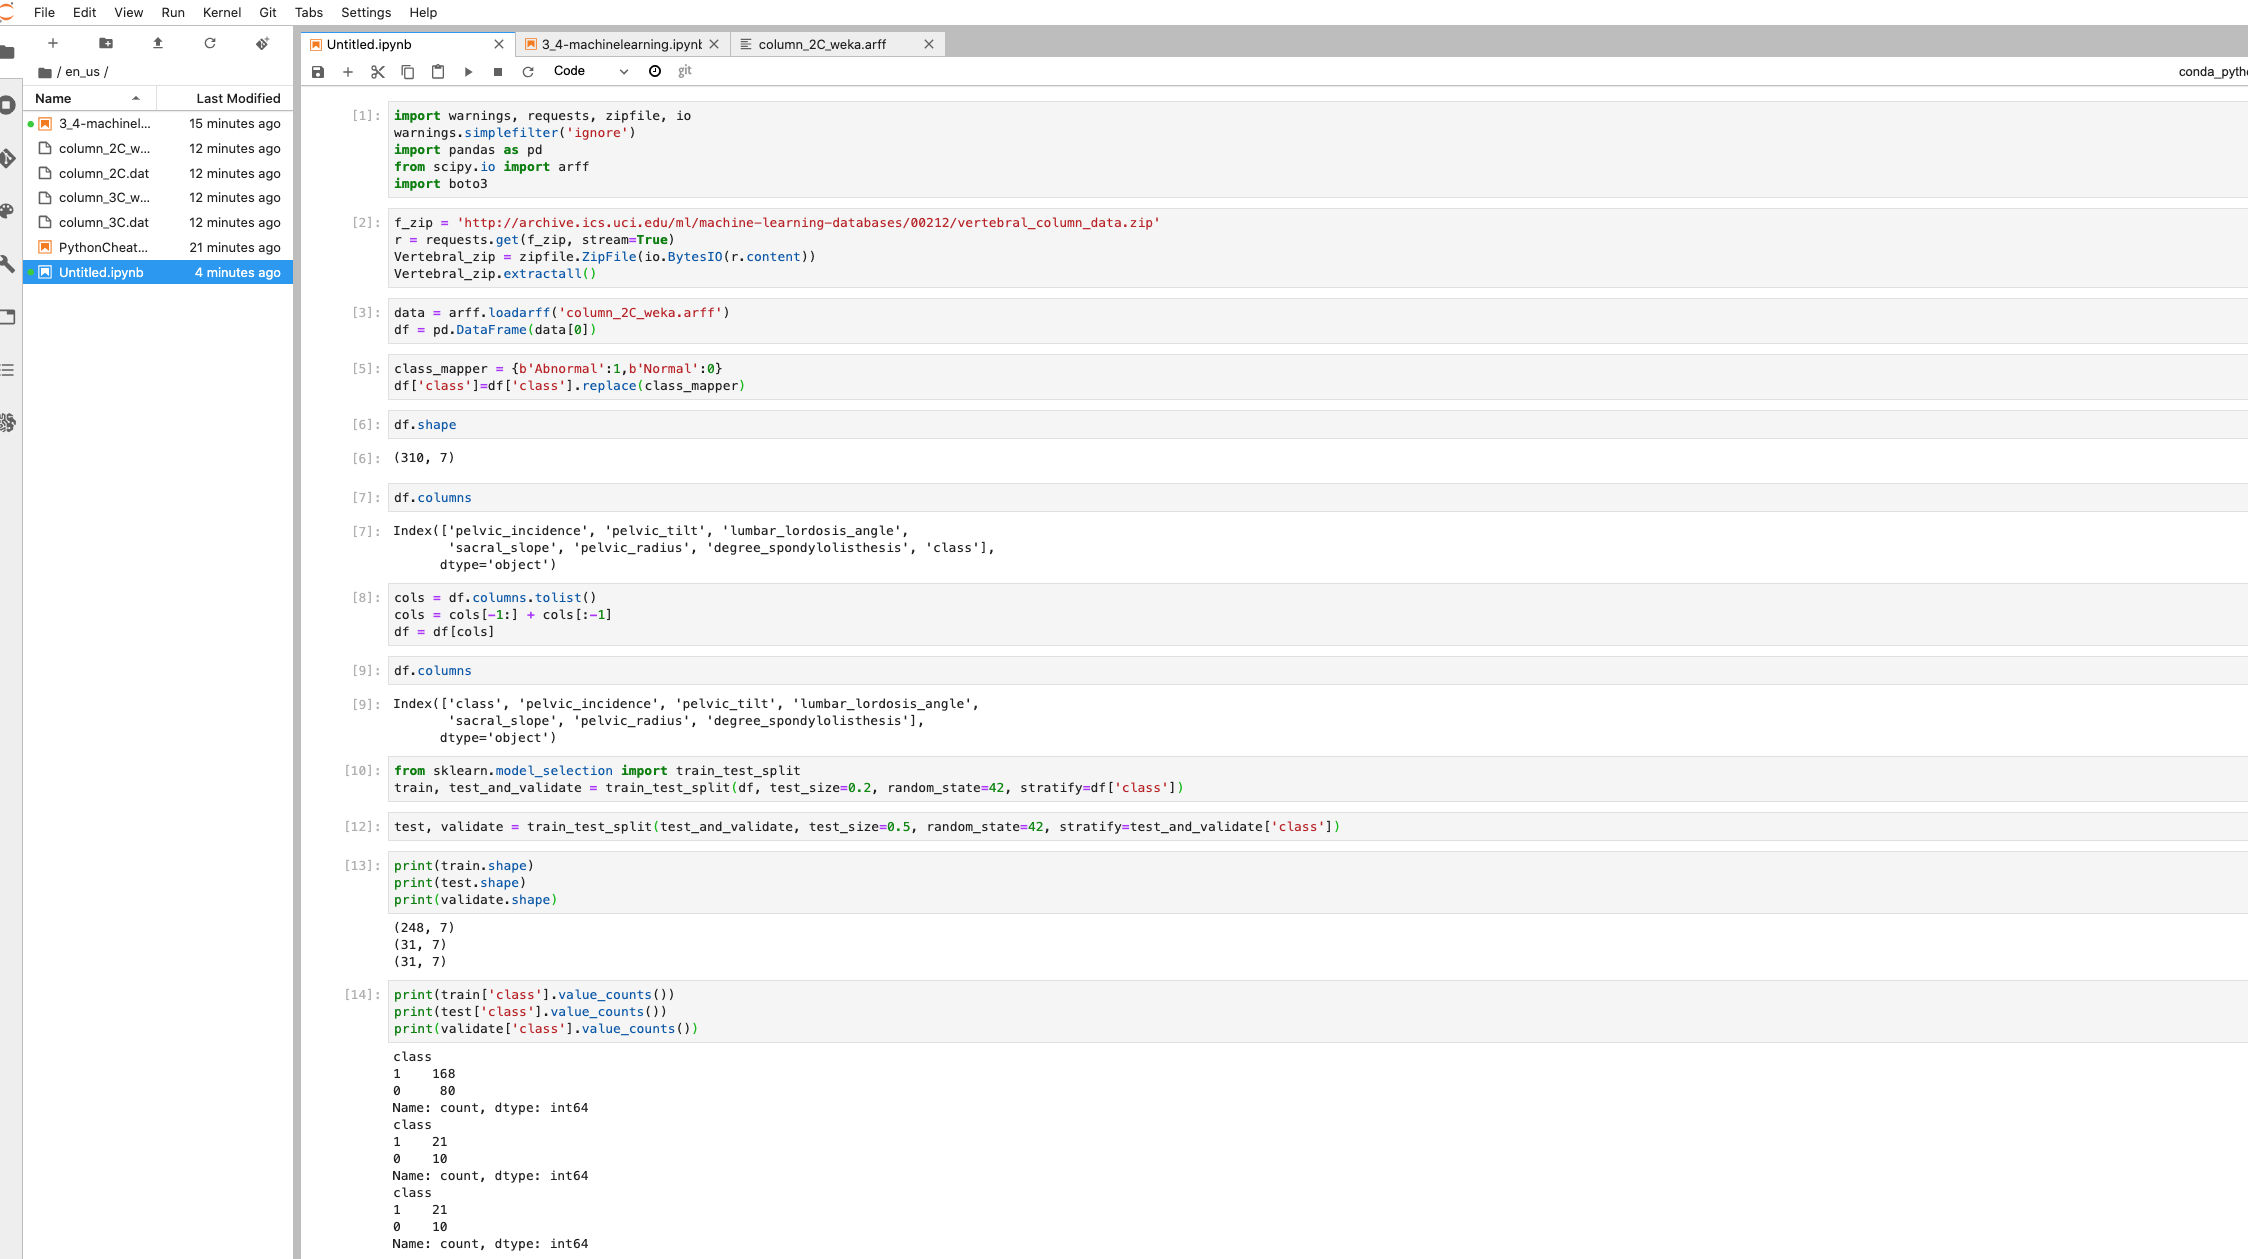 File Edit View Run Kernel Git Tabs Settings Help
/ en_us /
Name Last Modified
3_4-machinel... 15 minutes ago
column_2C_w... 12 minutes ago
column_2C.dat 12 minutes ago
column_3C_w... 12 minutes ago
column_3C.dat 12 minutes ago
PythonCheat... 21 minutes ago
Untitled.ipynb 4 minutes ago
Untitled.ipynb 3_4-machinelearning.ipynb column_2C_weka.arff
Code git conda_pyth
[1]: import warnings, requests, zipfile, io
warnings.simplefilter('ignore')
import pandas as pd
from scipy.io import arff
import boto3
[2]: f_zip = 'http://archive.ics.uci.edu/ml/machine-learning-databases/00212/vertebral_column_data.zip'
r = requests.get(f_zip, stream=True)
Vertebral_zip = zipfile.ZipFile(io.BytesIO(r.content))
Vertebral_zip.extractall()
[3]: data = arff.loadarff('column_2C_weka.arff')
df = pd.DataFrame(data[0])
[5]: class_mapper = {b'Abnormal':1,b'Normal':0}
df['class']=df['class'].replace(class_mapper)
[6]: df.shape
[6]: (310, 7)
[7]: df.columns
[7]: Index(['pelvic_incidence', 'pelvic_tilt', 'lumbar_lordosis_angle',
'sacral_slope', 'pelvic_radius', 'degree_spondylolisthesis', 'class'],
dtype='object')
[8]: cols = df.columns.tolist()
cols = cols[-1:] + cols[:-1]
df = df[cols]
[9]: df.columns
[9]: Index(['class', 'pelvic_incidence', 'pelvic_tilt', 'lumbar_lordosis_angle',
'sacral_slope', 'pelvic_radius', 'degree_spondylolisthesis'],
dtype='object')
[10]: from sklearn.model_selection import train_test_split
train, test_and_validate = train_test_split(df, test_size=0.2, random_state=42, stratify=df['class'])
[12]: test, validate = train_test_split(test_and_validate, test_size=0.5, random_state=42, stratify=test_and_validate['class'])
[13]: print(train.shape)
print(test.shape)
print(validate.shape)
(248, 7)
(31, 7)
(31, 7)
[14]: print(train['class'].value_counts())
print(test['class'].value_counts())
print(validate['class'].value_counts())
class
1 168
0 80
Name: count, dtype: int64
class
1 21
0 10
Name: count, dtype: int64
class
1 21
0 10
Name: count, dtype: int64